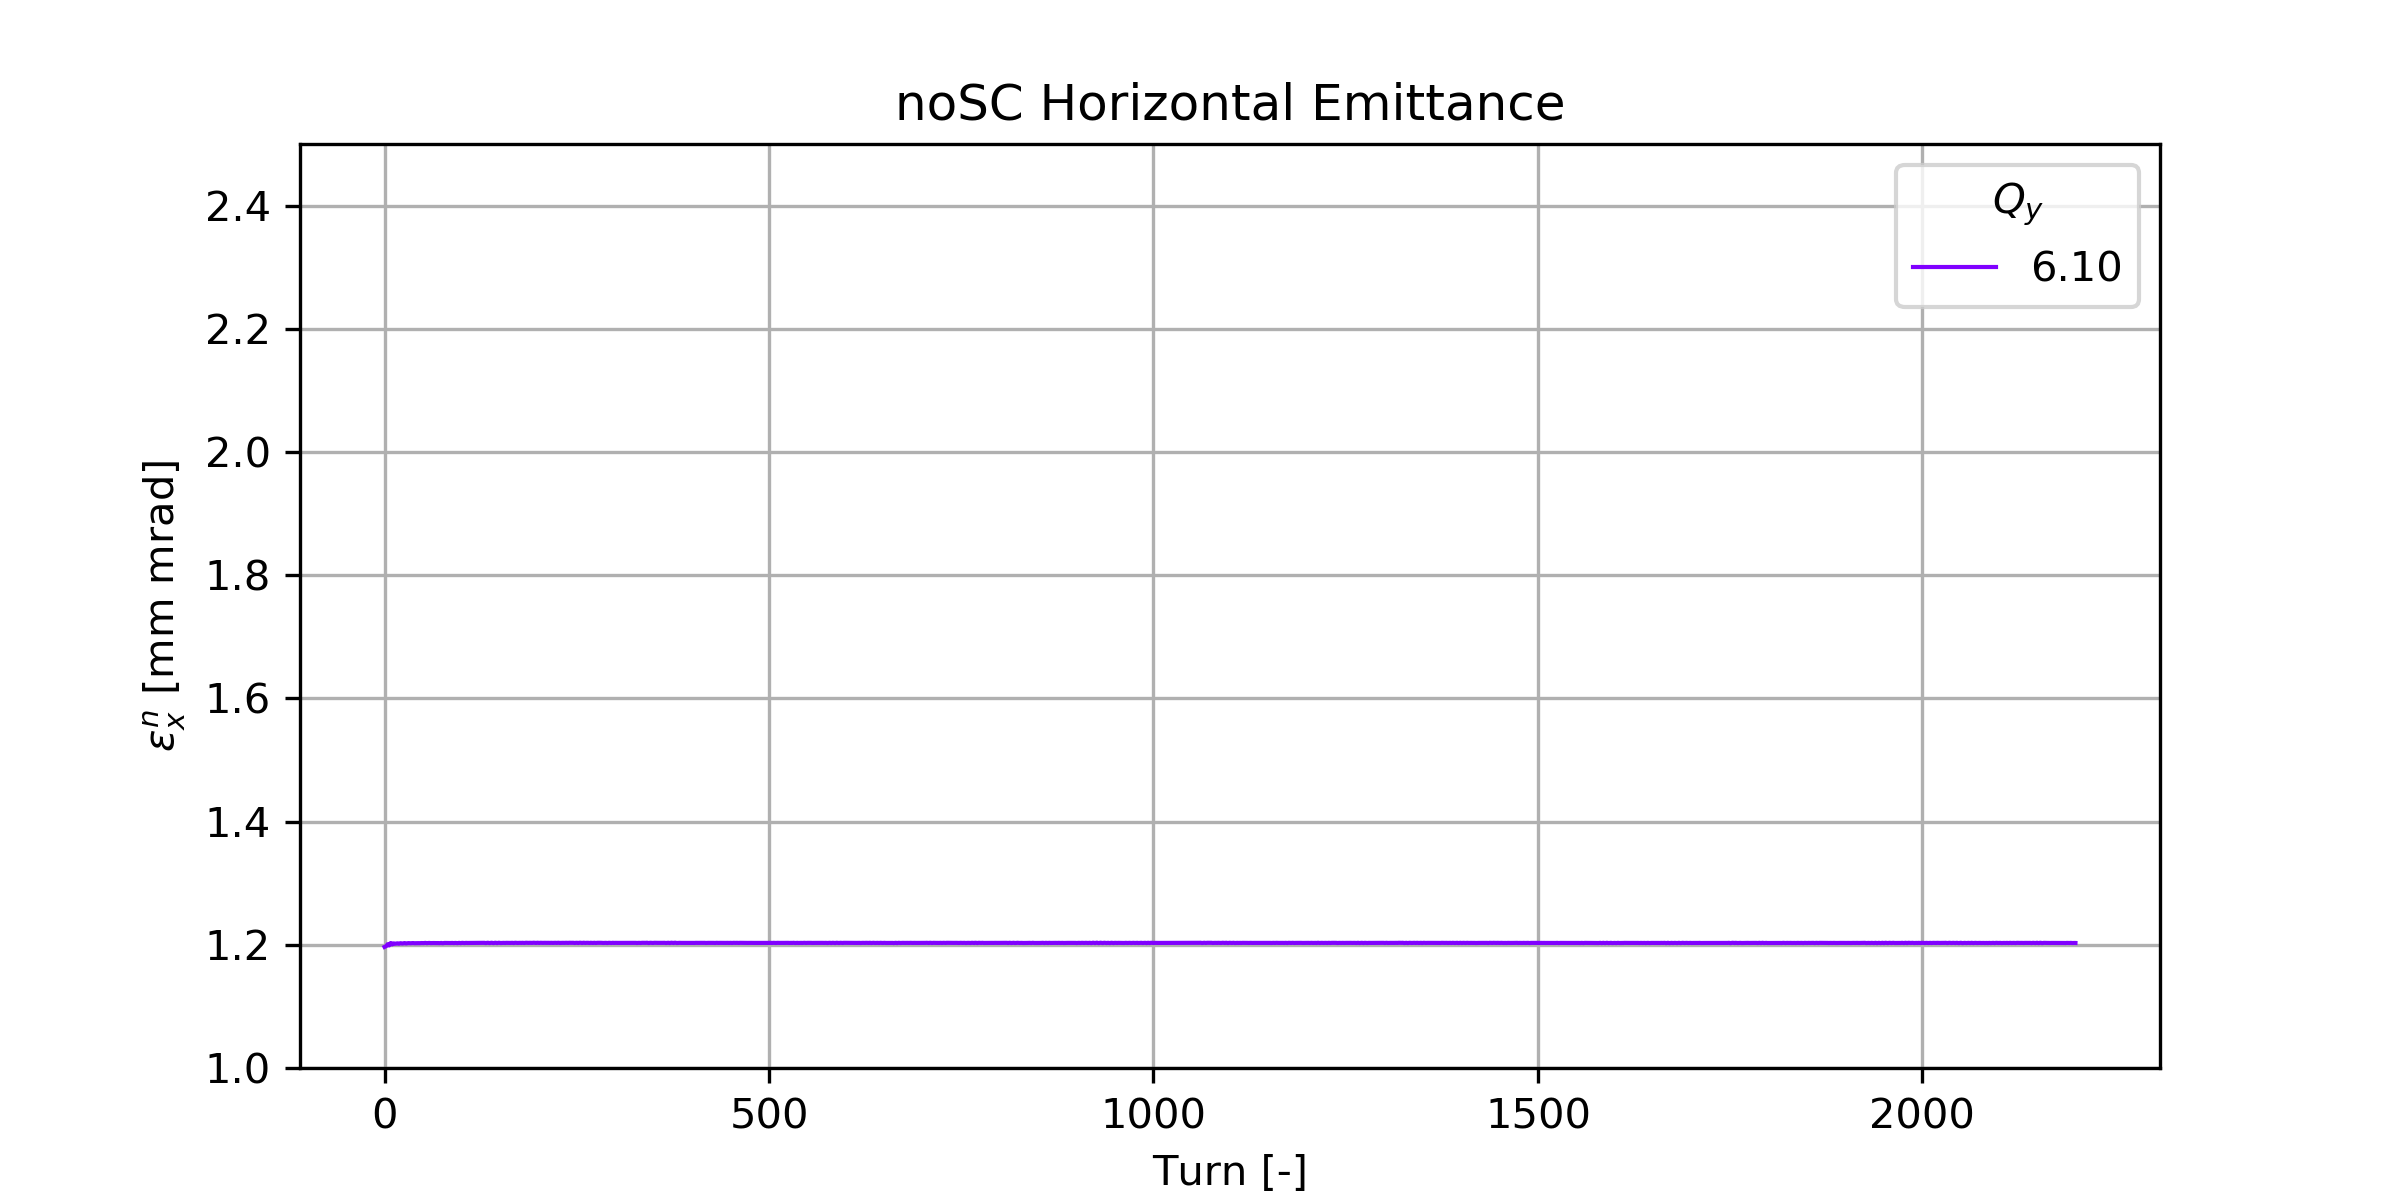 noSC Horizontal Emittance
Q_y
6.10
2.4
2.2
2.0
1.8
1.6
1.4
1.2
1.0
ε_x^n [mm mrad]
0 500 1000 1500 2000
Turn [-]